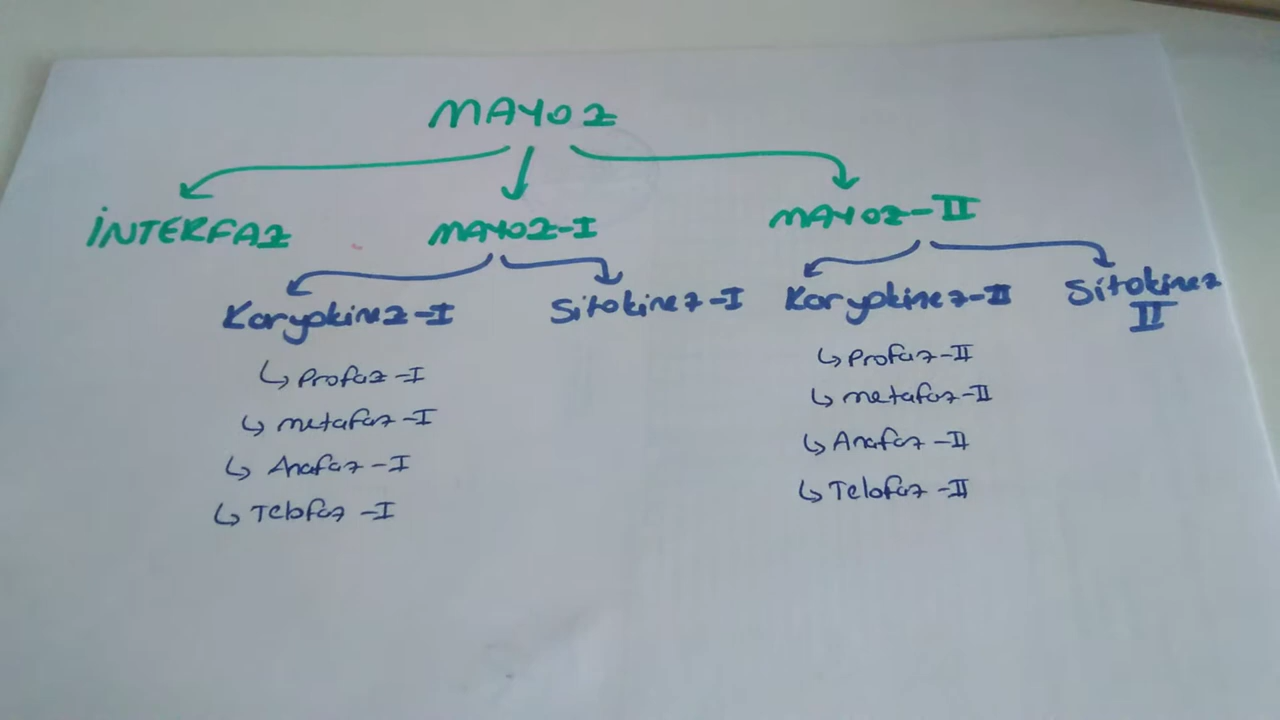 MAYOZ
İNTERFAZ
MAYOZ-I
MAYOZ-II
Karyokinez-I
Sitokinez-I
Karyokinez-II
Sitokinez
II
Profaz-I
metafaz-I
Anafaz-I
Telofaz-I
Profaz-II
metafaz-II
Anafaz-II
Telofaz-II